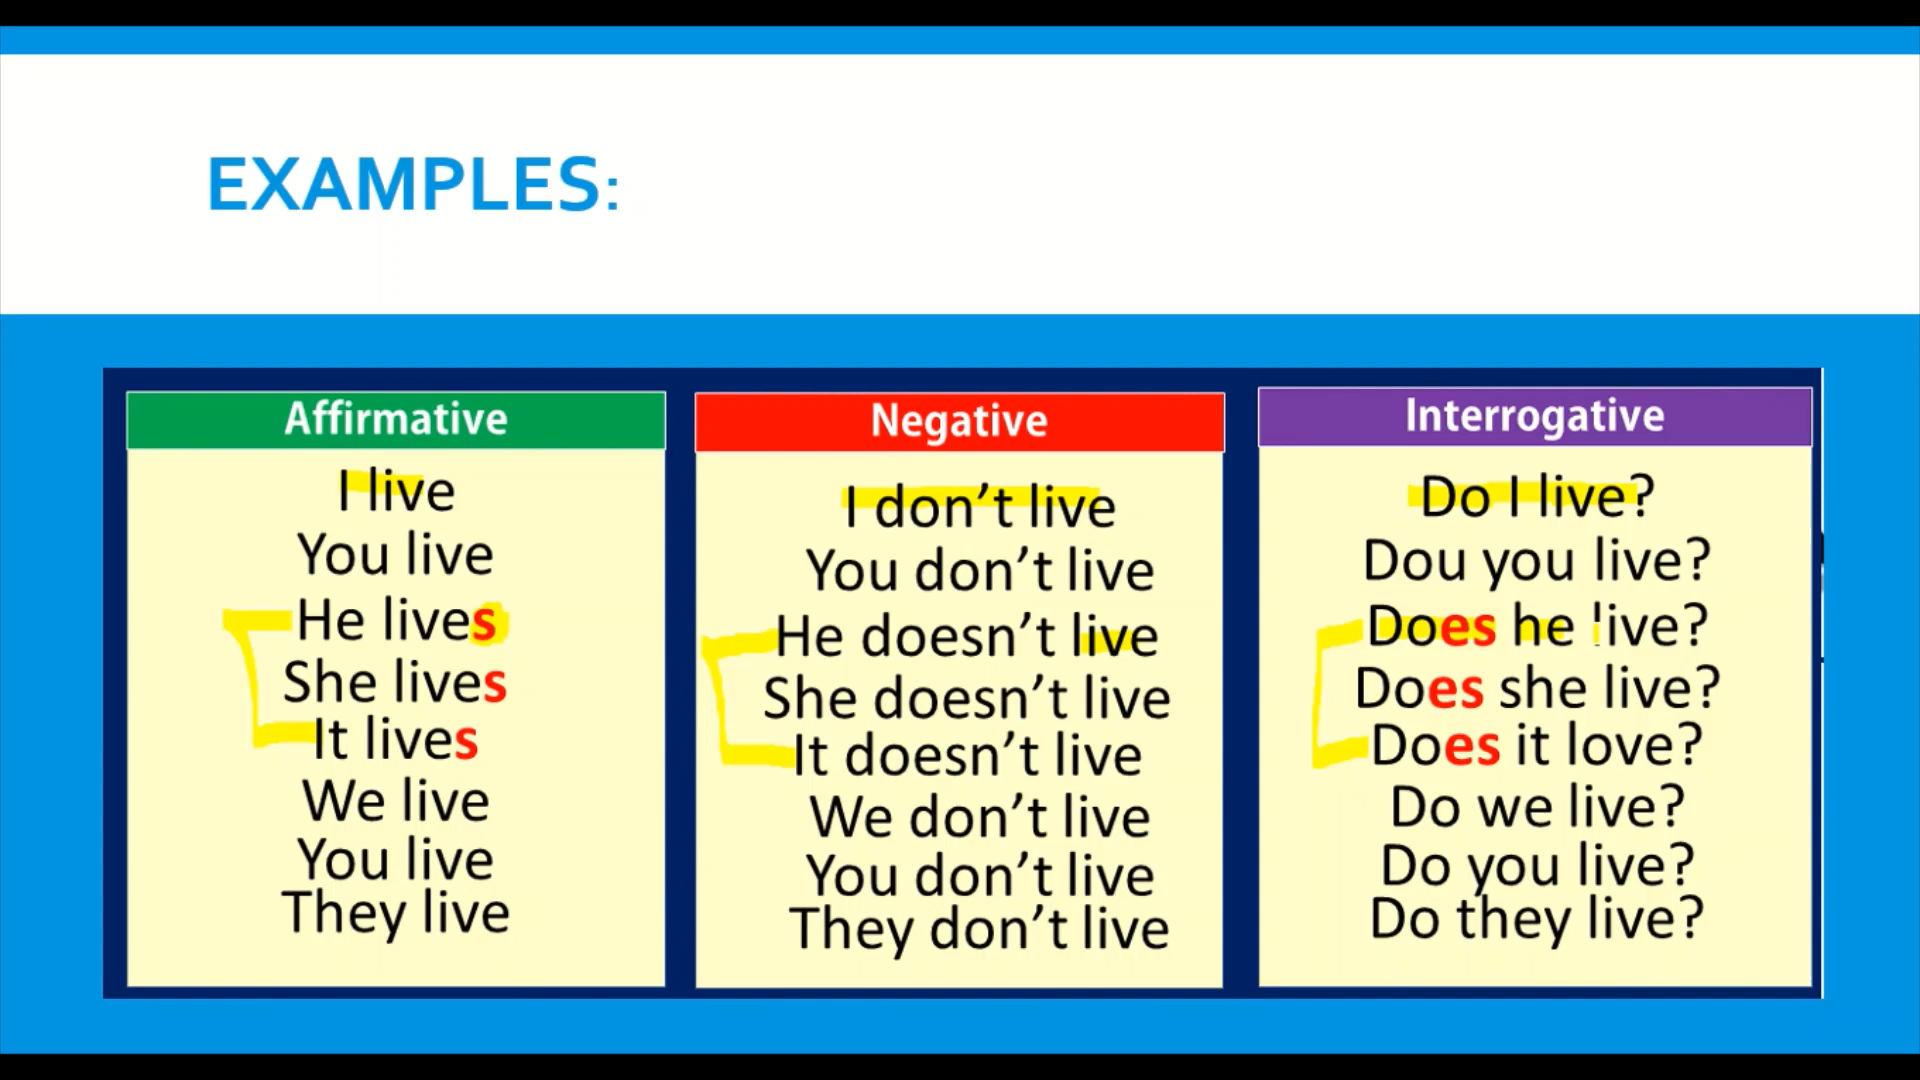 EXAMPLES:
Affirmative
I live
You live
He lives
She lives
It lives
We live
You live
They live
Negative
I don't live
You don't live
He doesn't live
She doesn't live
It doesn't live
We don't live
You don't live
They don't live
Interrogative
Do I live?
Dou you live?
Does he live?
Does she live?
Does it love?
Do we live?
Do you live?
Do they live?